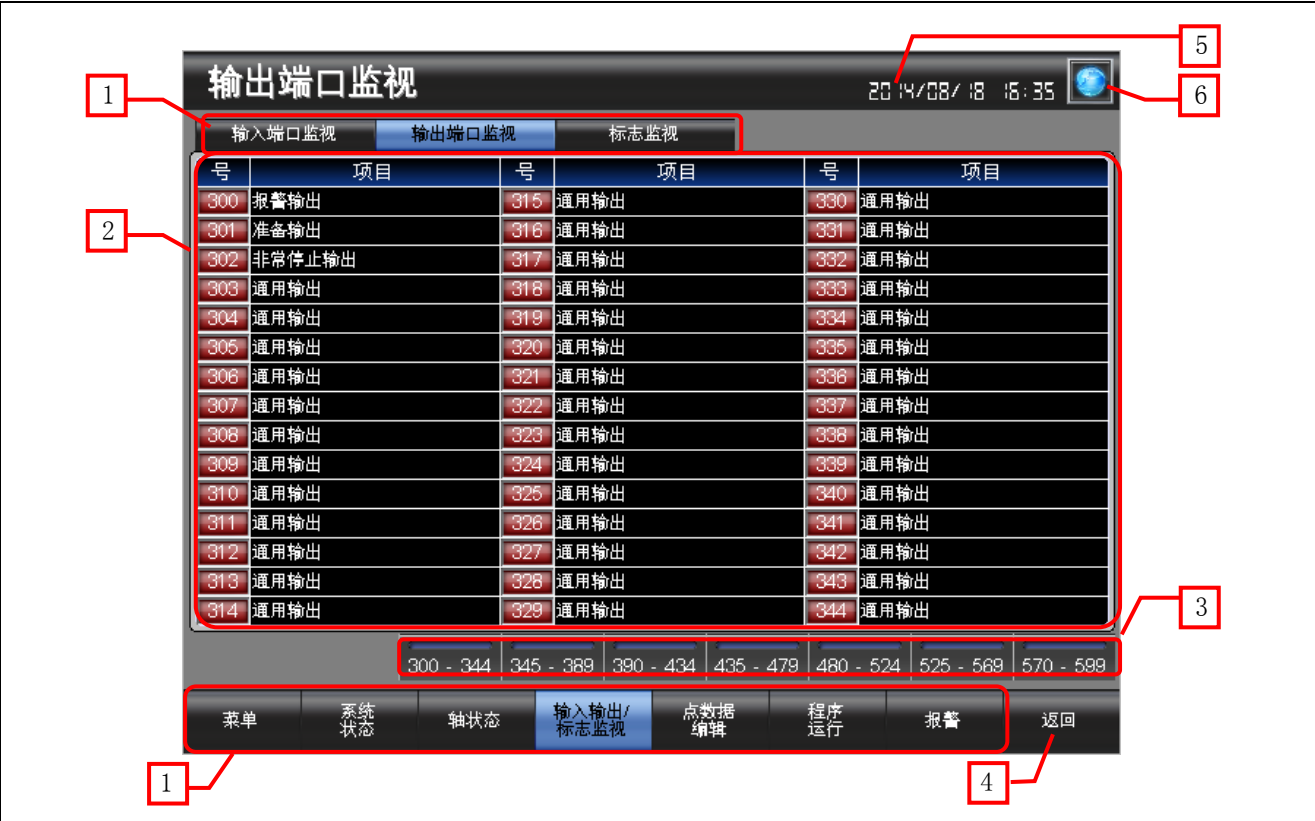 5
输出端口监视
2014/08/18 16:35
1
6
输入端口监视 输出端口监视 标志监视
号 项目 号 项目 号 项目
300 报警输出 315 通用输出 330 通用输出
2
301 准备输出 316 通用输出 331 通用输出
302 非常停止输出 317 通用输出 332 通用输出
303 通用输出 318 通用输出 333 通用输出
304 通用输出 319 通用输出 334 通用输出
305 通用输出 320 通用输出 335 通用输出
306 通用输出 321 通用输出 336 通用输出
307 通用输出 322 通用输出 337 通用输出
308 通用输出 323 通用输出 338 通用输出
309 通用输出 324 通用输出 339 通用输出
310 通用输出 325 通用输出 340 通用输出
311 通用输出 326 通用输出 341 通用输出
312 通用输出 327 通用输出 342 通用输出
313 通用输出 328 通用输出 343 通用输出
314 通用输出 329 通用输出 344 通用输出
3
300 - 344 345 - 389 390 - 434 435 - 479 480 - 524 525 - 569 570 - 599
菜单
系统
状态
轴状态
输入输出/
标志监视
点数据
编辑
程序
运行
报警
返回
1
4